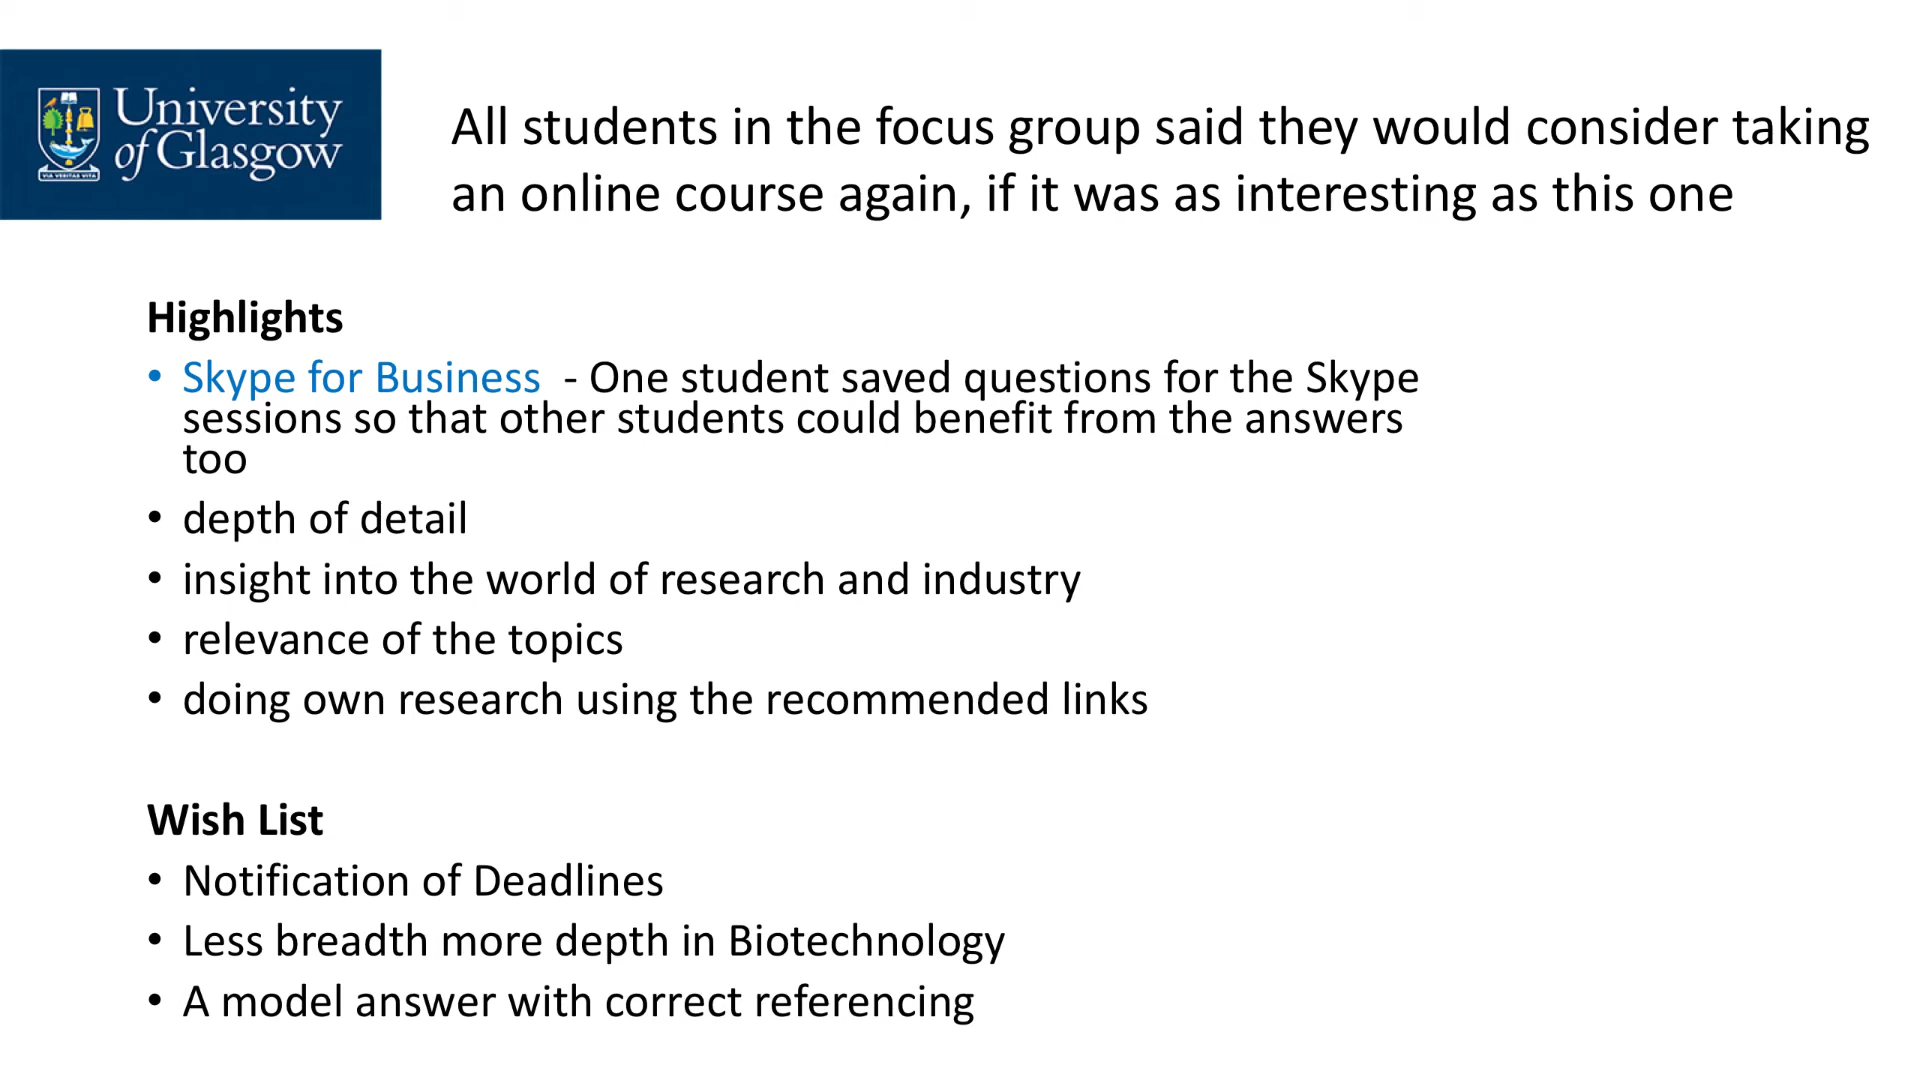 University
of Glasgow
VIA VERITAS VITA
All students in the focus group said they would consider taking
an online course again, if it was as interesting as this one
Highlights
• Skype for Business  - One student saved questions for the Skype
sessions so that other students could benefit from the answers
too
• depth of detail
• insight into the world of research and industry
• relevance of the topics
• doing own research using the recommended links
Wish List
• Notification of Deadlines
• Less breadth more depth in Biotechnology
• A model answer with correct referencing